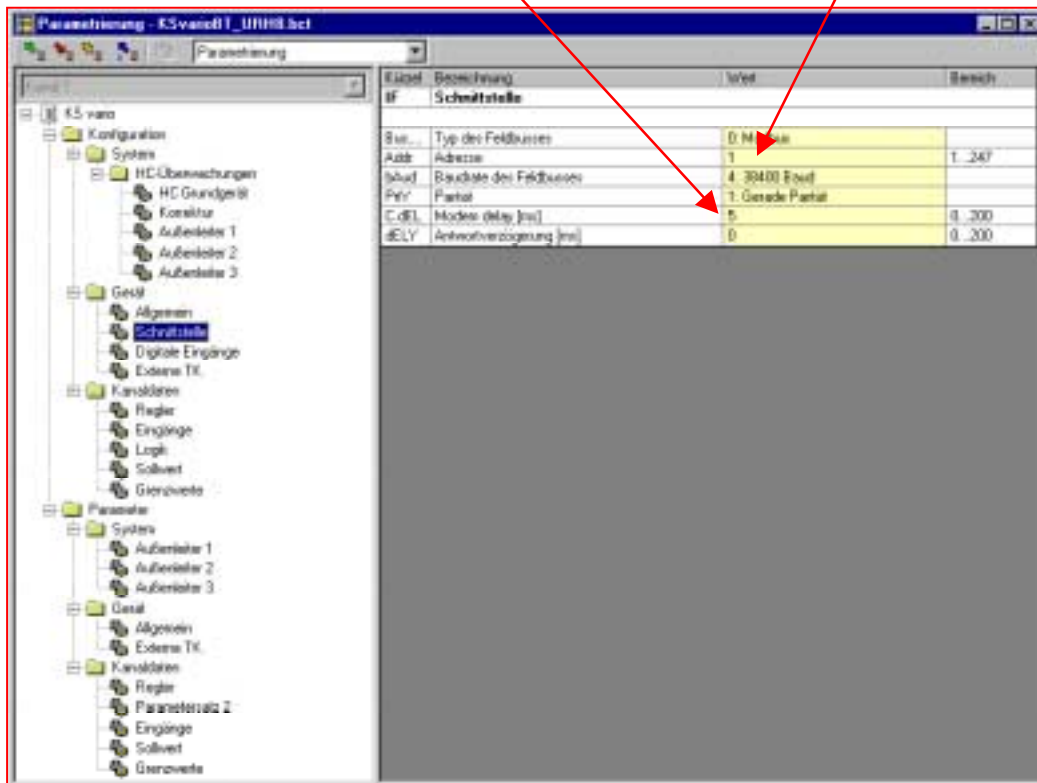 Parametrierung - KSvarioBT_URHB.bct
Parametrierung
KS vario
Konfiguration
System
HC-Überwachungen
HC Grundgerät
Korrektur
Außenleiter 1
Außenleiter 2
Außenleiter 3
Gerät
Allgemein
Schnittstelle
Digitale Eingänge
Externe TK
Kanaldaten
Regler
Eingänge
Logik
Sollwert
Grenzwerte
Parameter
System
Außenleiter 1
Außenleiter 2
Außenleiter 3
Gerät
Allgemein
Externe TK
Kanaldaten
Regler
Parametersatz 2
Eingänge
Sollwert
Grenzwerte
Kürzel Bezeichnung Wert Bereich
IF Schnittstelle
Bus... Typ des Feldbusses 0: Modbus
Addr Adresse 1 1...247
bAud Baudrate des Feldbusses 4: 38400 Baud
PrtY Parität 1: Gerade Parität
C.dEL Modem delay [ms] 5 0...200
dELY Antwortverzögerung [ms] 0 0...200